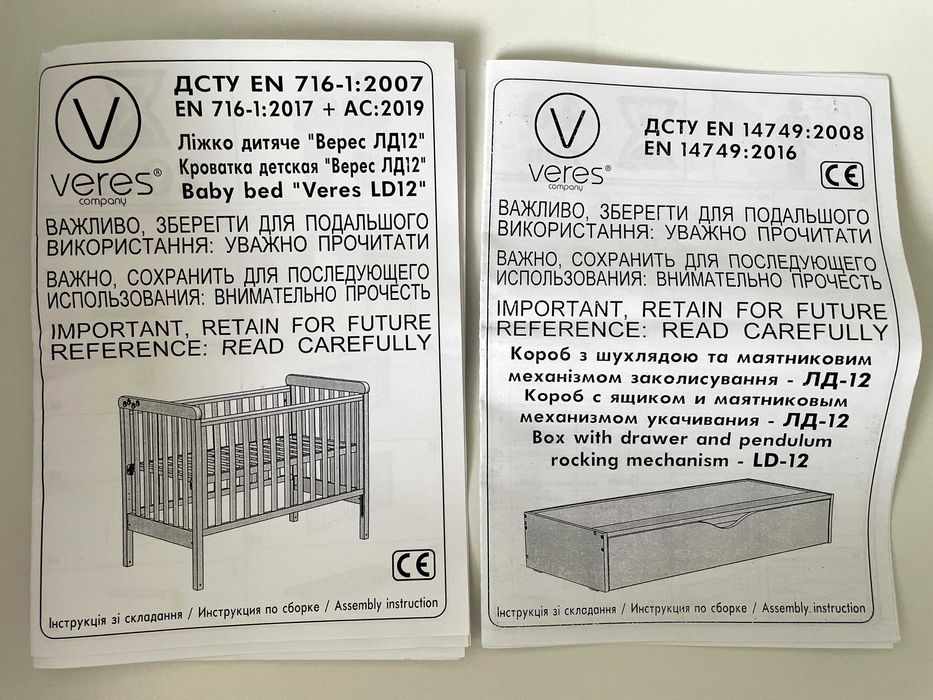 V
veres®
company
ДСТУ EN 716-1:2007
EN 716-1:2017 + AC:2019
Ліжко дитяче "Верес ЛД12"
Кроватка детская "Верес ЛД12"
Baby bed "Veres LD12"
ВАЖЛИВО, ЗБЕРЕГТИ ДЛЯ ПОДАЛЬШОГО
ВИКОРИСТАННЯ: УВАЖНО ПРОЧИТАТИ
ВАЖНО, СОХРАНИТЬ ДЛЯ ПОСЛЕДУЮЩЕГО
ИСПОЛЬЗОВАНИЯ: ВНИМАТЕЛЬНО ПРОЧЕСТЬ
IMPORTANT, RETAIN FOR FUTURE
REFERENCE: READ CAREFULLY
CE
Інструкція зі складання / Инструкция по сборке / Assembly instruction
V
veres®
company
ДСТУ EN 14749:2008
EN 14749:2016
CE
ВАЖЛИВО, ЗБЕРЕГТИ ДЛЯ ПОДАЛЬШОГО
ВИКОРИСТАННЯ: УВАЖНО ПРОЧИТАТИ
ВАЖНО, СОХРАНИТЬ ДЛЯ ПОСЛЕДУЮЩЕГО
ИСПОЛЬЗОВАНИЯ: ВНИМАТЕЛЬНО ПРОЧЕСТЬ
IMPORTANT, RETAIN FOR FUTURE
REFERENCE: READ CAREFULLY
Короб з шухлядою та маятниковим
механізмом заколисування - ЛД-12
Короб с ящиком и маятниковым
механизмом укачивания - ЛД-12
Box with drawer and pendulum
rocking mechanism - LD-12
Інструкція зі складання / Инструкция по сборке / Assembly instruction